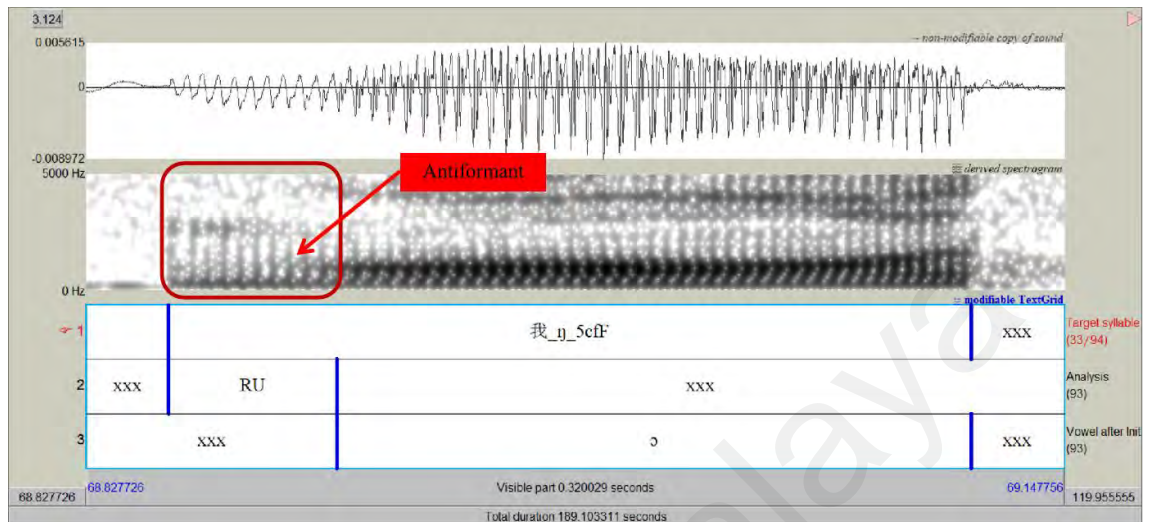 3.124
0.005615
~ non-modifiable copy of sound
0
-0.008972
5000 Hz
derived spectrogram
Antiformant
0 Hz
modifiable TextGrid
1
我_ŋ_5cfF
xxx
Target syllable
(33/94)
2
xxx
RU
xxx
Analysis
(93)
3
xxx
ɔ
xxx
Vowel after Init
(93)
68.827726
68.827726
Visible part 0.320029 seconds
69.147756
119.955555
Total duration 189.103311 seconds